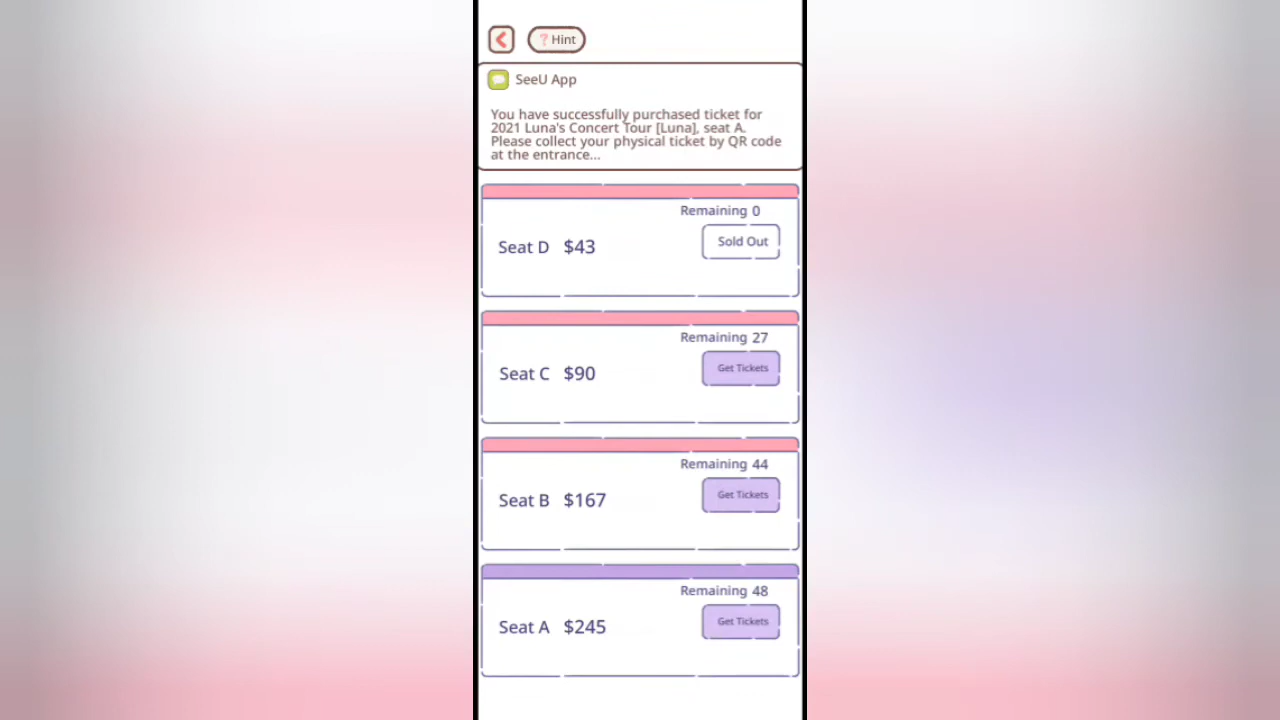 ? Hint
SeeU App
You have successfully purchased ticket for
2021 Luna's Concert Tour [Luna], seat A.
Please collect your physical ticket by QR code
at the entrance...
Remaining 0
Seat D $43
Sold Out
Remaining 27
Seat C $90
Get Tickets
Remaining 44
Seat B $167
Get Tickets
Remaining 48
Seat A $245
Get Tickets